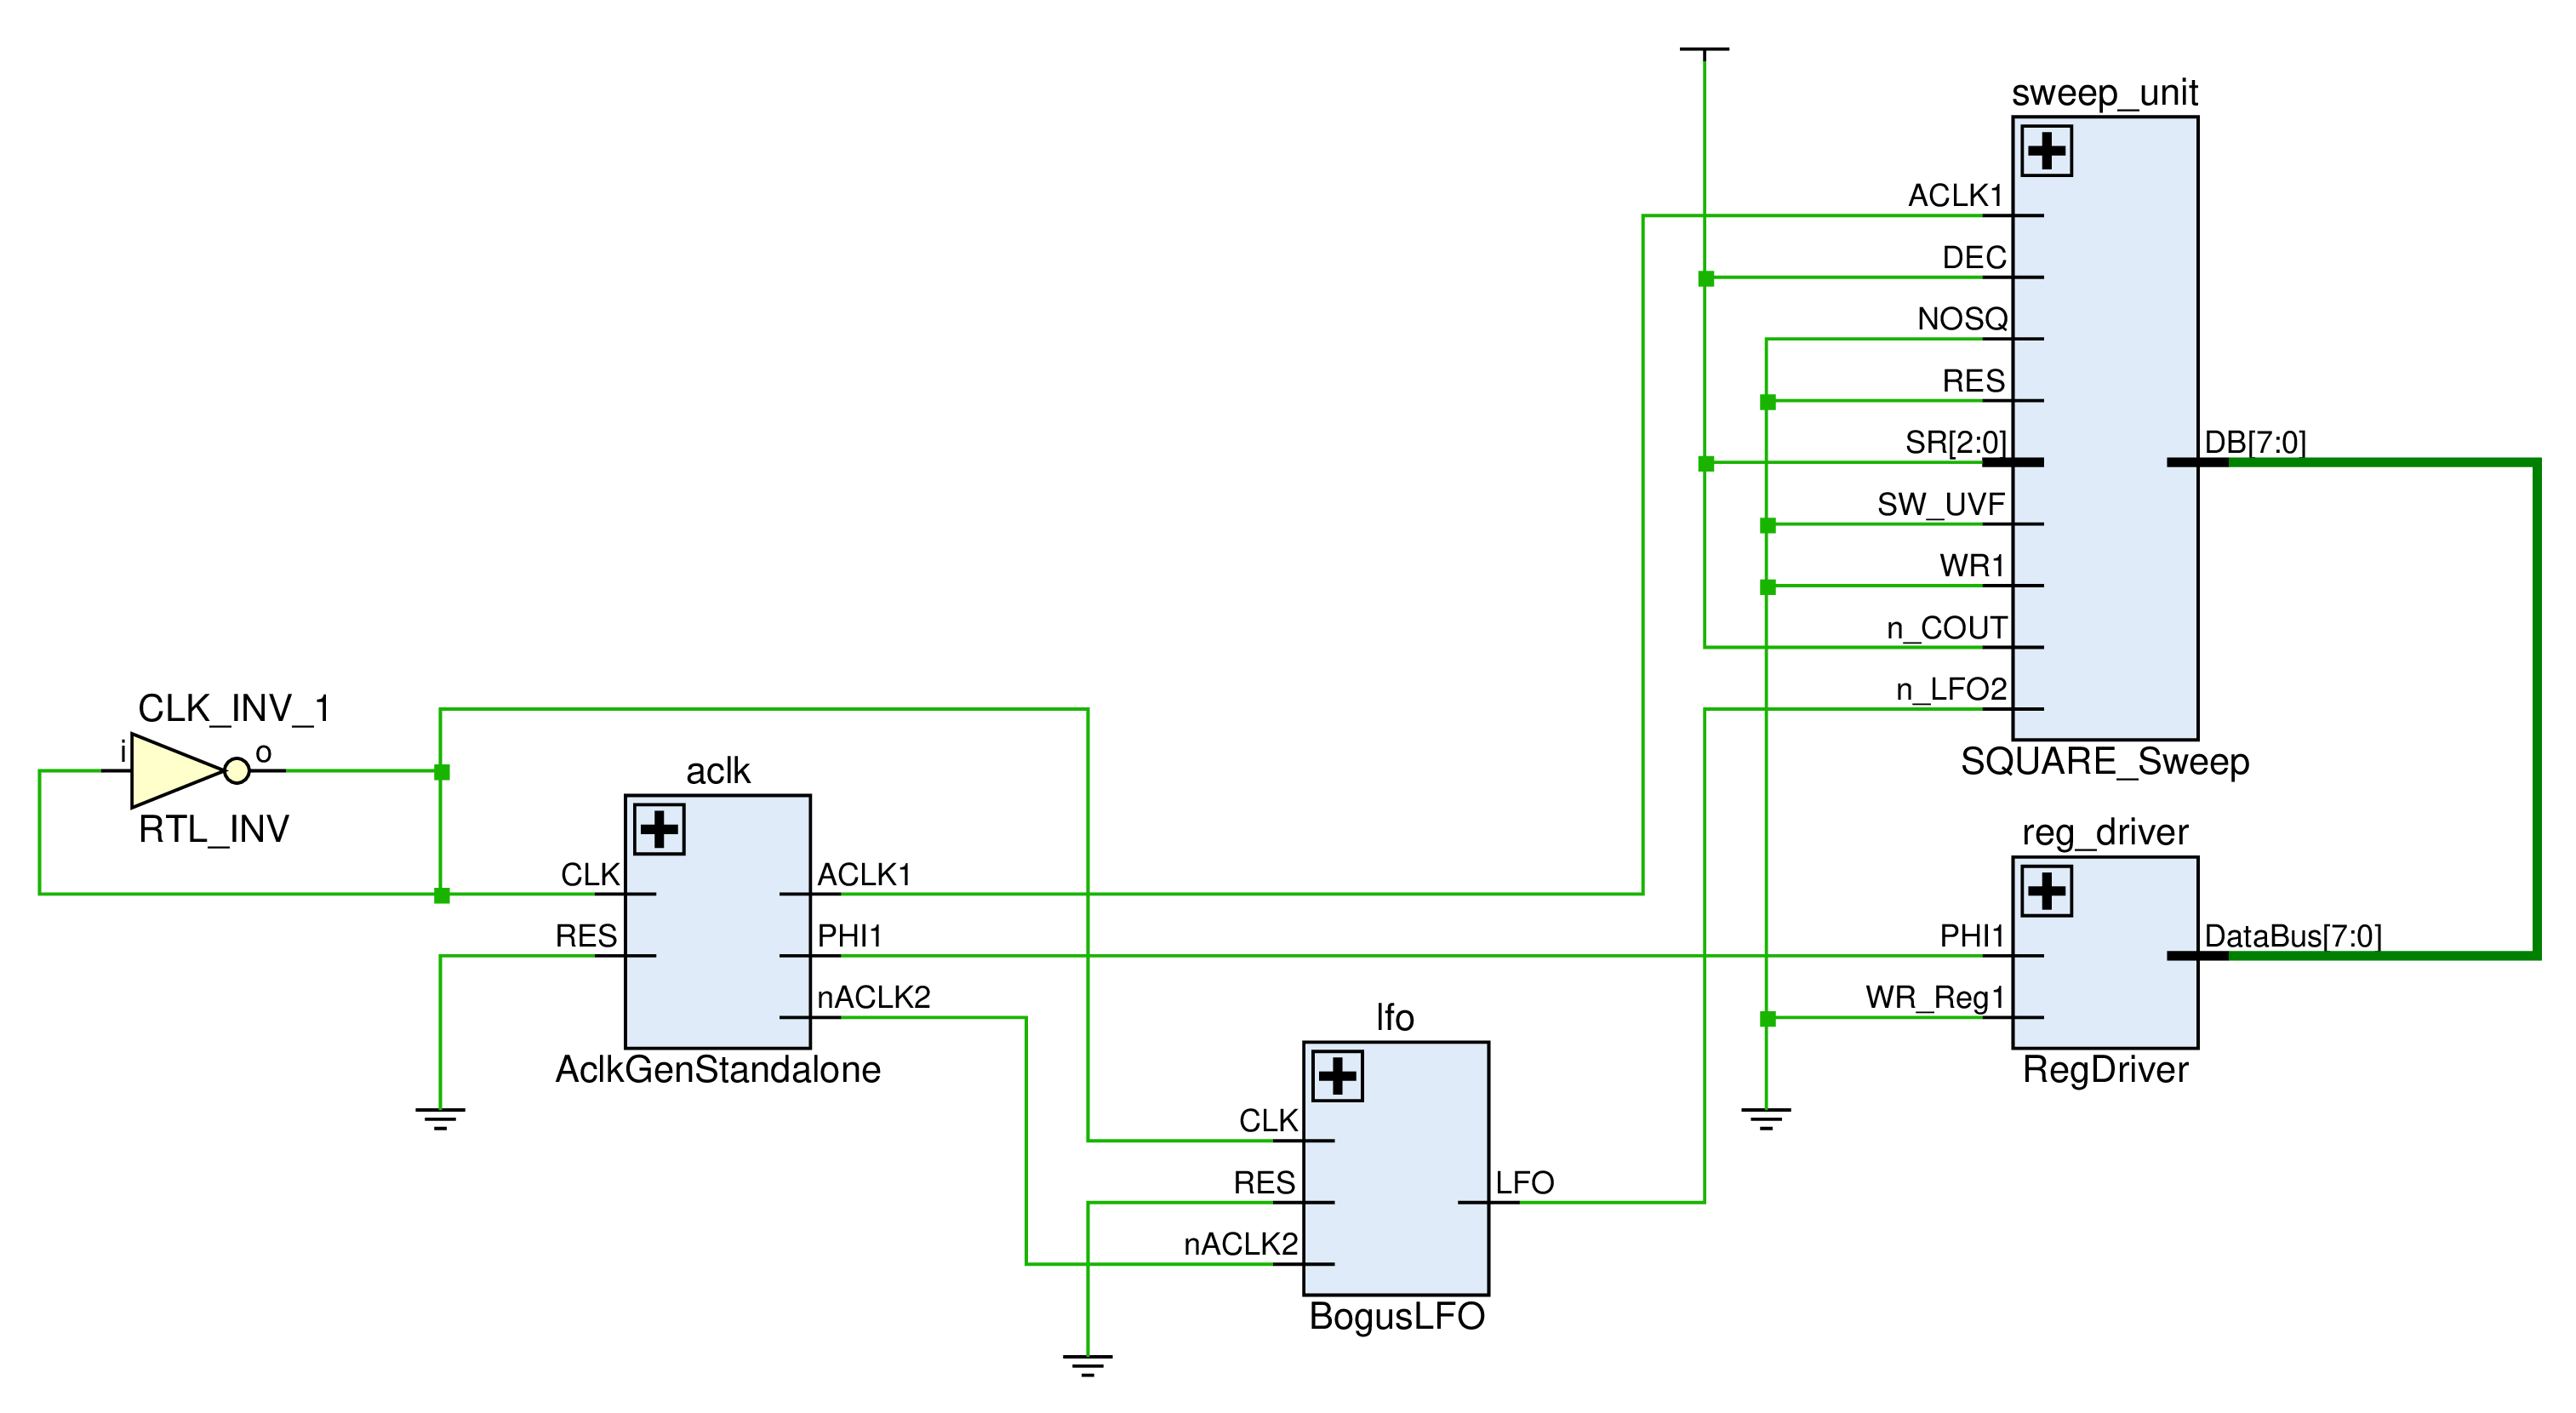 sweep_unit
ACLK1
DEC
NOSQ
RES
SR[2:0]
DB[7:0]
SW_UVF
WR1
n_COUT
n_LFO2
SQUARE_Sweep
CLK_INV_1
i
o
RTL_INV
aclk
CLK
ACLK1
RES
PHI1
nACLK2
AclkGenStandalone
reg_driver
PHI1
DataBus[7:0]
WR_Reg1
RegDriver
lfo
CLK
RES
LFO
nACLK2
BogusLFO